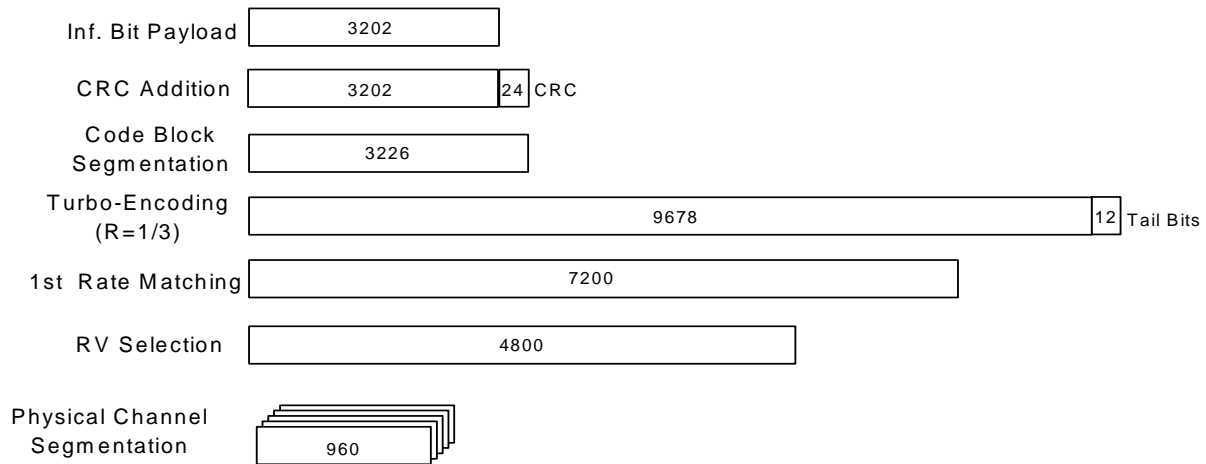 Inf. Bit Payload 3202
CRC Addition 3202 24 CRC
Code Block
Segmentation 3226
Turbo-Encoding
(R=1/3) 9678 12 Tail Bits
1st Rate Matching 7200
RV Selection 4800
Physical Channel
Segmentation 960